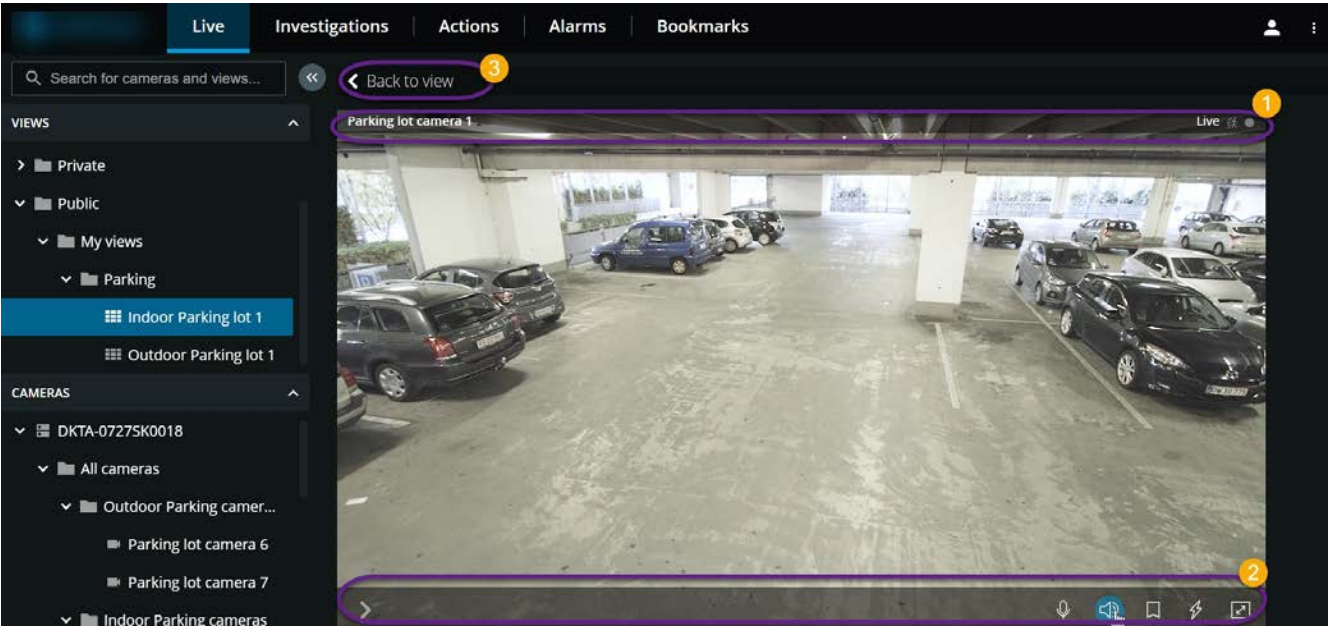 Live Investigations Actions Alarms Bookmarks
Search for cameras and views...
Back to view
3
1
VIEWS
Parking lot camera 1
Live
Private
Public
My views
Parking
Indoor Parking lot 1
Outdoor Parking lot 1
CAMERAS
DKTA-0727SK0018
All cameras
Outdoor Parking camer...
Parking lot camera 6
Parking lot camera 7
Indoor Parking cameras
2